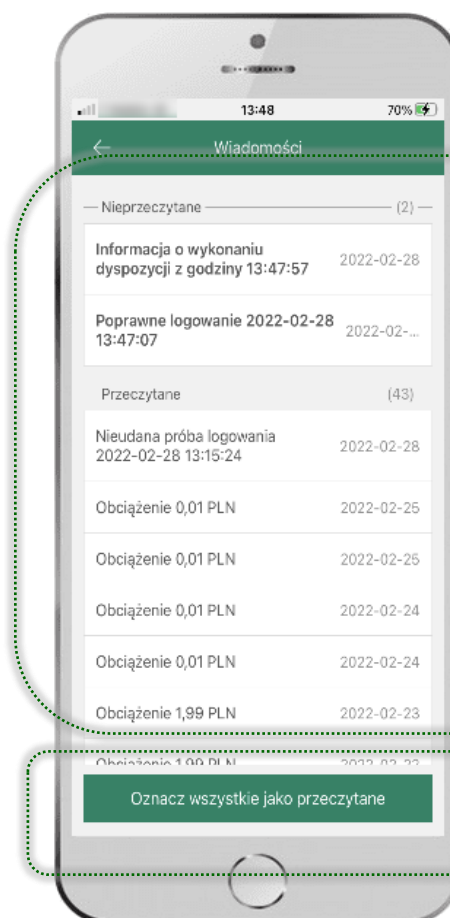 13:48 70%
Wiadomości
Nieprzeczytane (2)
Informacja o wykonaniu
dyspozycji z godziny 13:47:57 2022-02-28
Poprawne logowanie 2022-02-28
13:47:07 2022-02-...
Przeczytane (43)
Nieudana próba logowania
2022-02-28 13:15:24 2022-02-28
Obciążenie 0,01 PLN 2022-02-25
Obciążenie 0,01 PLN 2022-02-25
Obciążenie 0,01 PLN 2022-02-24
Obciążenie 0,01 PLN 2022-02-24
Obciążenie 1,99 PLN 2022-02-23
Obciążenie 1,99 PLN
Oznacz wszystkie jako przeczytane